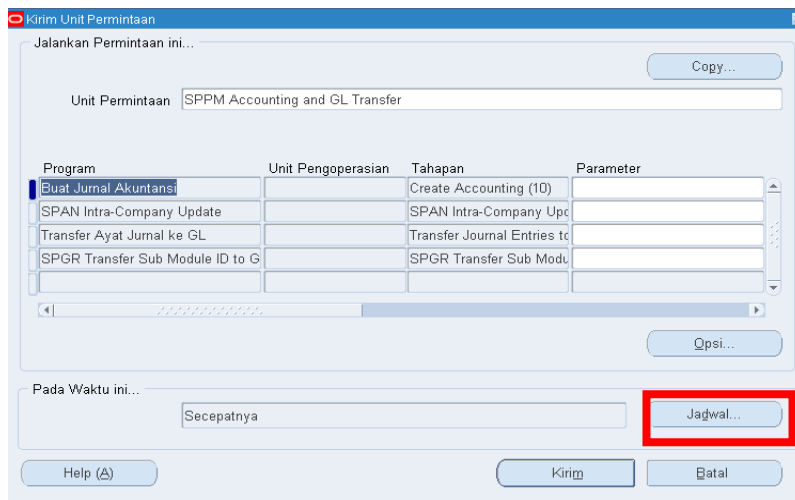 Kirim Unit Permintaan
Jalankan Permintaan ini...
Copy...
Unit Permintaan SPPM Accounting and GL Transfer
Program Unit Pengoperasian Tahapan Parameter
Buat Jurnal Akuntansi Create Accounting (10)
SPAN Intra-Company Update SPAN Intra-Company Upd
Transfer Ayat Jurnal ke GL Transfer Journal Entries to
SPGR Transfer Sub Module ID to G SPGR Transfer Sub Modu
Opsi...
Pada Waktu ini...
Secepatnya Jadwal...
Help (A) Kirim Batal